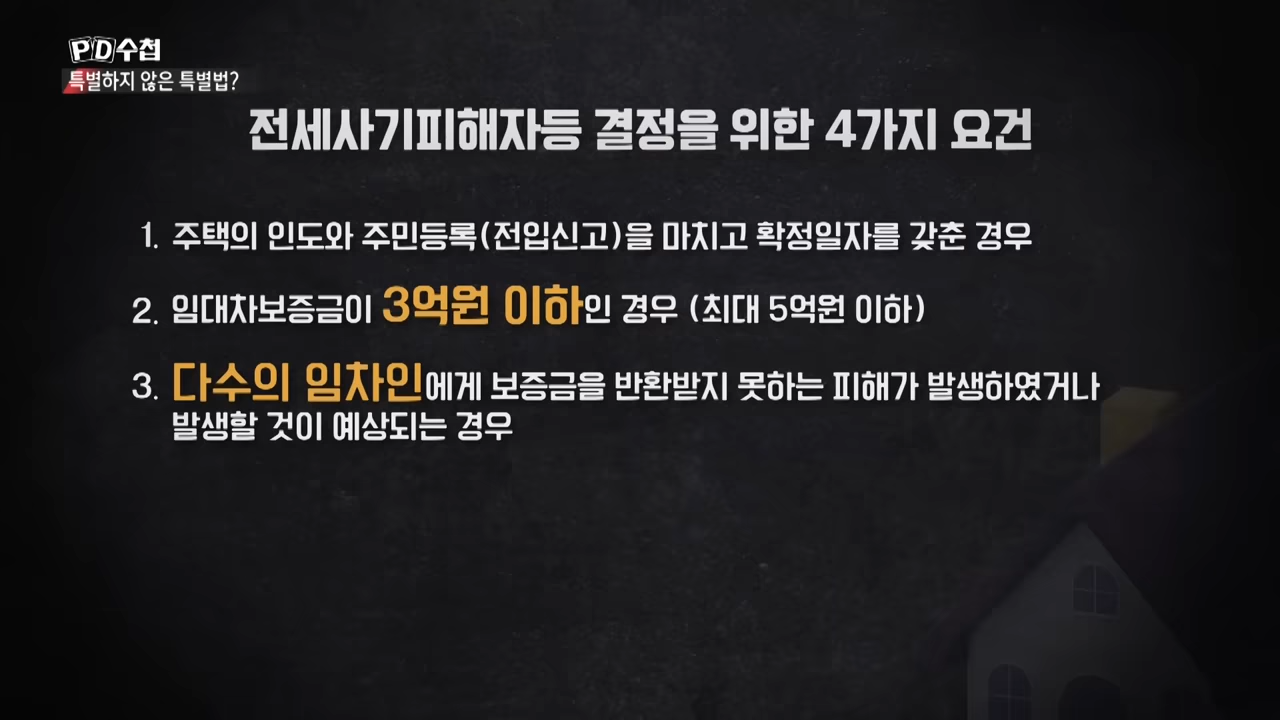 PD수첩
특별하지 않은 특별법?
전세사기피해자등 결정을 위한 4가지 요건
1. 주택의 인도와 주민등록(전입신고)을 마치고 확정일자를 갖춘 경우
2. 임대차보증금이 3억원 이하인 경우 (최대 5억원 이하)
3. 다수의 임차인에게 보증금을 반환받지 못하는 피해가 발생하였거나
발생할 것이 예상되는 경우